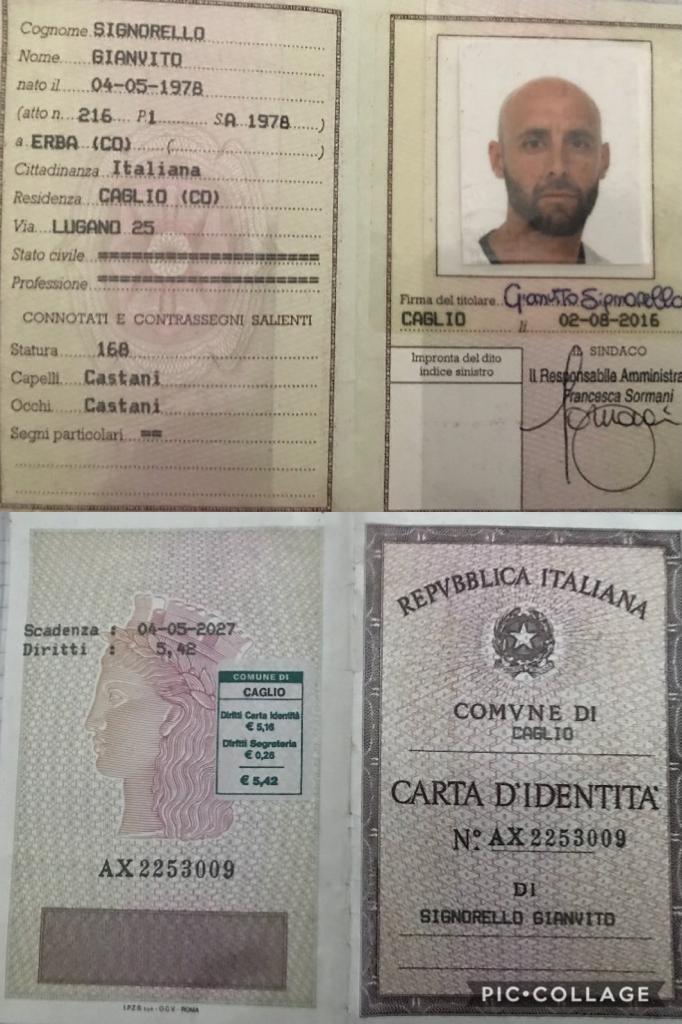 Cognome SIGNORELLO
Nome GIANVITO
nato il 04-05-1978
(atto n. 216 P.1 S.A 1978)
a ERBA (CO) ( )
Cittadinanza Italiana
Residenza CAGLIO (CO)
Via LUGANO 25
Stato civile ======================
Professione ======================
CONNOTATI E CONTRASSEGNI SALIENTI
Statura 168
Capelli Castani
Occhi Castani
Segni particolari ==
Firma del titolare Gianvito Signorello
CAGLIO li 02-08-2016
Impronta del dito
indice sinistro
IL SINDACO
Il Responsabile Amministra
Francesca Sormani
Scadenza : 04-05-2027
Diritti : 5,42
COMUNE DI
CAGLIO
Diritti Carta Identità
€ 5,16
Diritti Segreteria
€ 0,26
€ 5,42
AX 2253009
I.P.Z.S. - ROMA
REPVBBLICA ITALIANA
COMVNE DI
CAGLIO
CARTA D'IDENTITA'
N° AX 2253009
DI
SIGNORELLO GIANVITO
PIC•COLLAGE